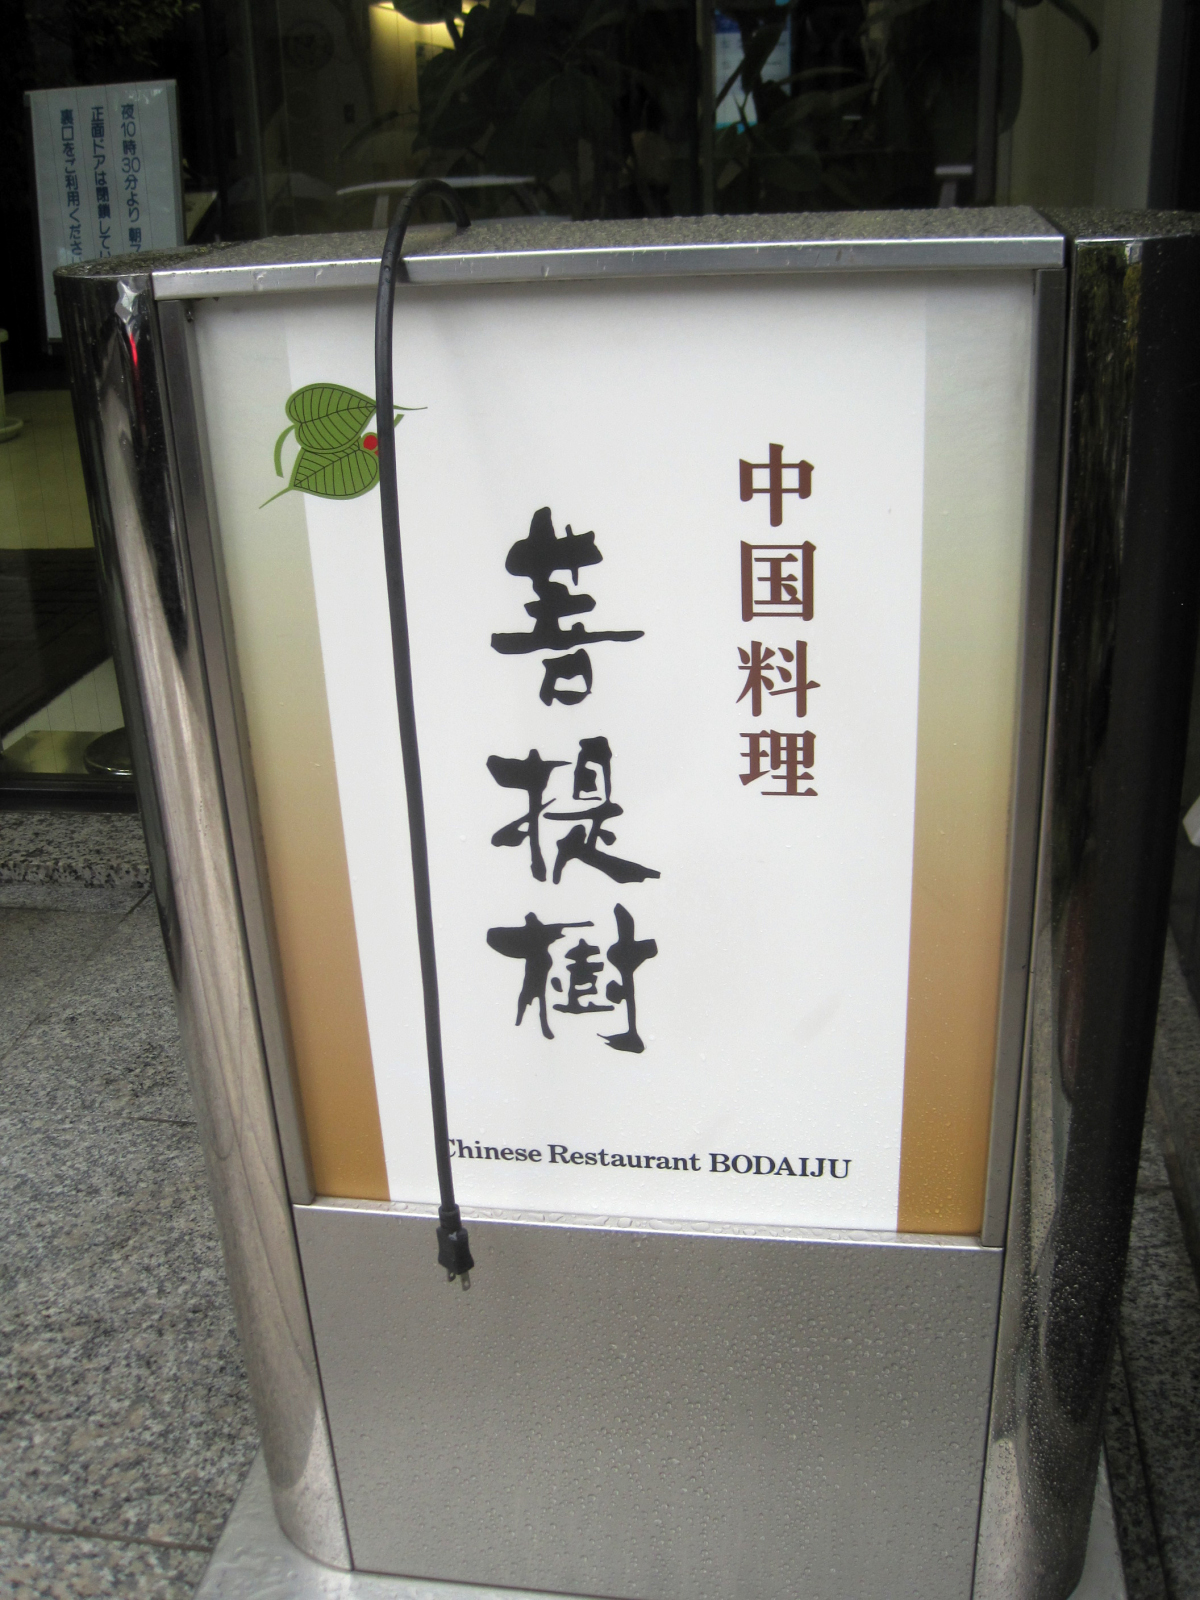 中国料理
菩提樹
Chinese Restaurant BODAIJU
夜10時30分より 朝
正面ドアは閉鎖してい
裏口をご利用くださ